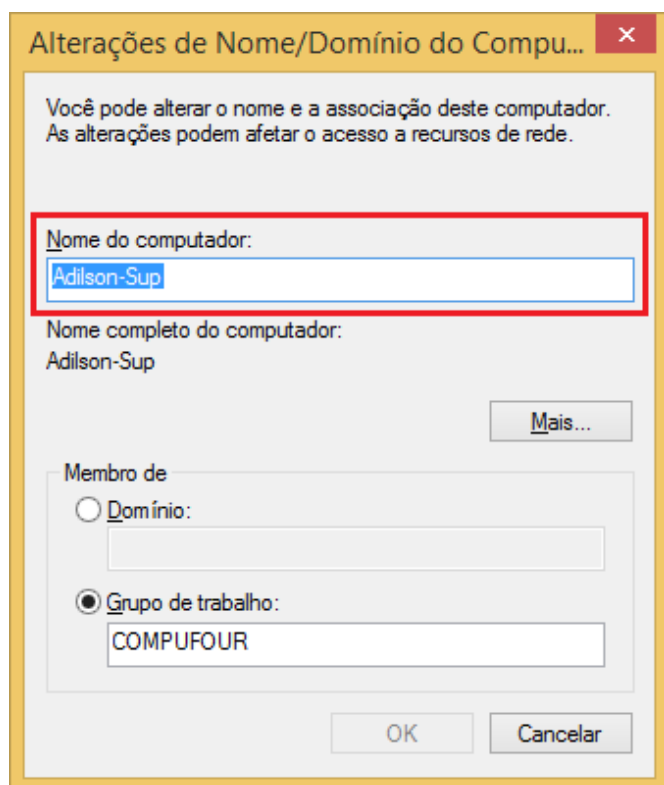 Alterações de Nome/Domínio do Compu...
Você pode alterar o nome e a associação deste computador.
As alterações podem afetar o acesso a recursos de rede.
Nome do computador:
Adilson-Sup
Nome completo do computador:
Adilson-Sup
Mais...
Membro de
Domínio:
Grupo de trabalho:
COMPUFOUR
OK
Cancelar